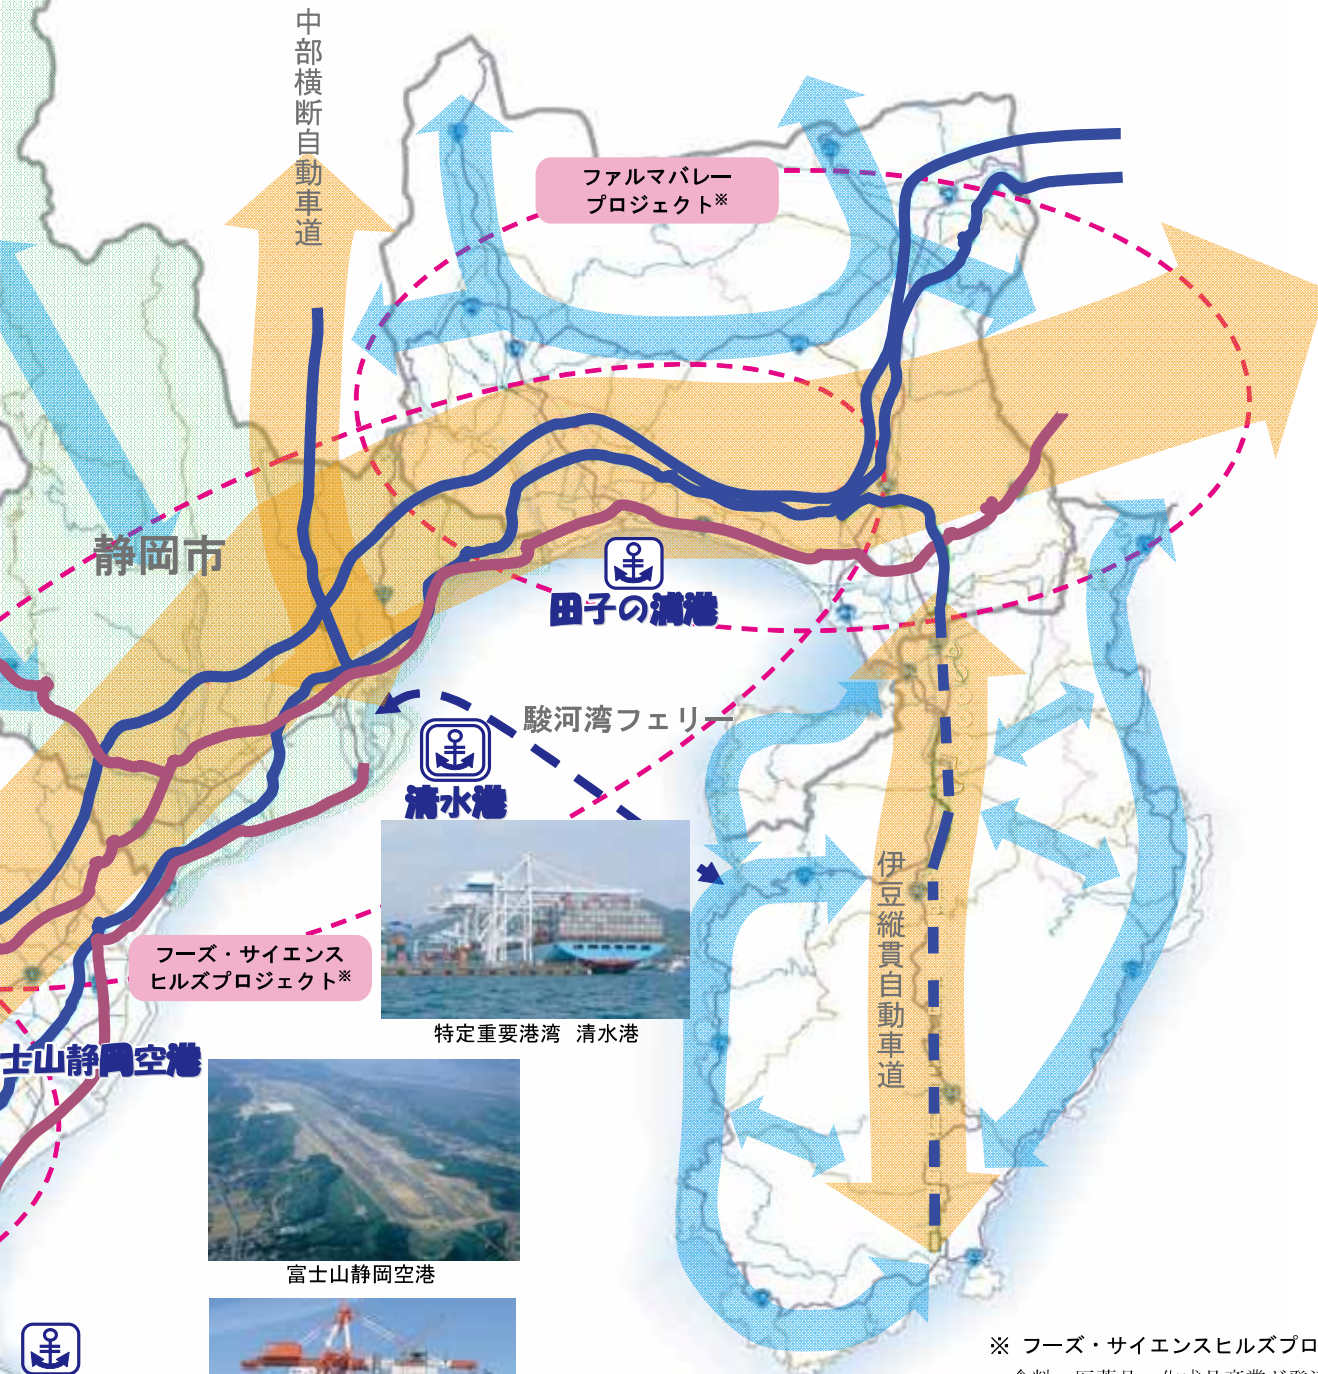 中部横断自動車道
ファルマバレー
プロジェクト※
静岡市
田子の浦港
駿河湾フェリー
清水港
伊豆縦貫自動車道
フーズ・サイエンス
ヒルズプロジェクト※
特定重要港湾　清水港
士山静岡空港
富士山静岡空港
※ フーズ・サイエンスヒルズプロ